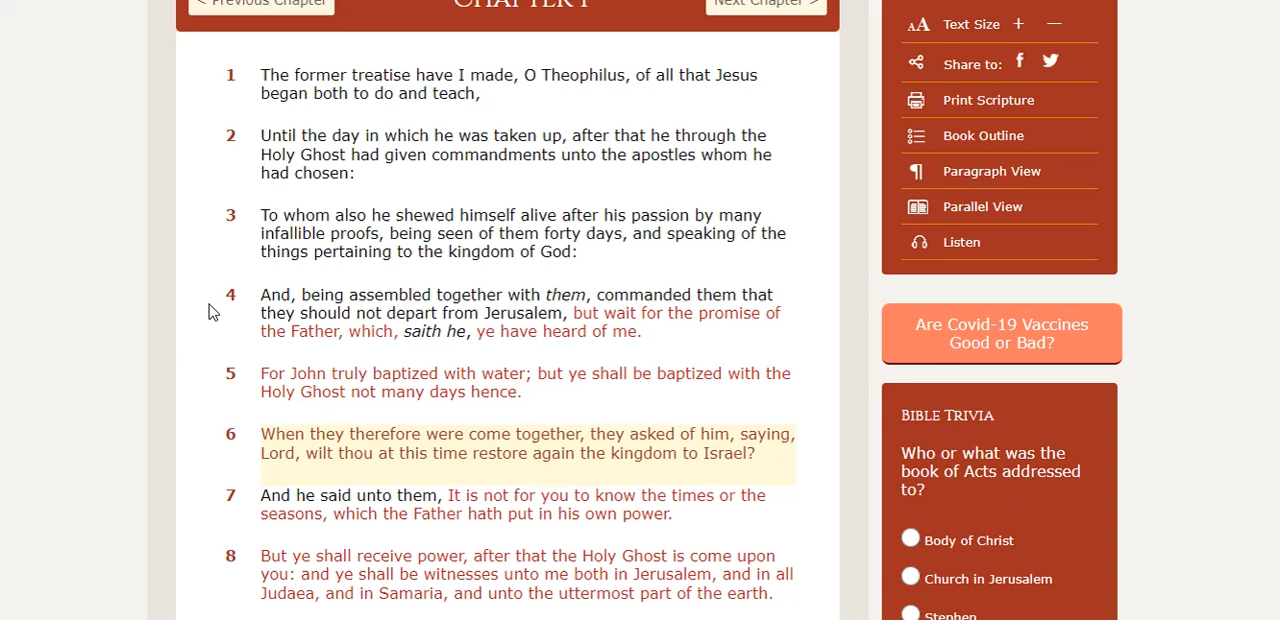 < Previous Chapter
CHAPTER 1
Next Chapter >
1 The former treatise have I made, O Theophilus, of all that Jesus
began both to do and teach,
2 Until the day in which he was taken up, after that he through the
Holy Ghost had given commandments unto the apostles whom he
had chosen:
3 To whom also he shewed himself alive after his passion by many
infallible proofs, being seen of them forty days, and speaking of the
things pertaining to the kingdom of God:
4 And, being assembled together with them, commanded them that
they should not depart from Jerusalem, but wait for the promise of
the Father, which, saith he, ye have heard of me.
5 For John truly baptized with water; but ye shall be baptized with the
Holy Ghost not many days hence.
6 When they therefore were come together, they asked of him, saying,
Lord, wilt thou at this time restore again the kingdom to Israel?
7 And he said unto them, It is not for you to know the times or the
seasons, which the Father hath put in his own power.
8 But ye shall receive power, after that the Holy Ghost is come upon
you: and ye shall be witnesses unto me both in Jerusalem, and in all
Judaea, and in Samaria, and unto the uttermost part of the earth.
AA Text Size + —
Share to: f
Print Scripture
Book Outline
¶ Paragraph View
Parallel View
Listen
Are Covid-19 Vaccines
Good or Bad?
BIBLE TRIVIA
Who or what was the
book of Acts addressed
to?
Body of Christ
Church in Jerusalem
Stephen